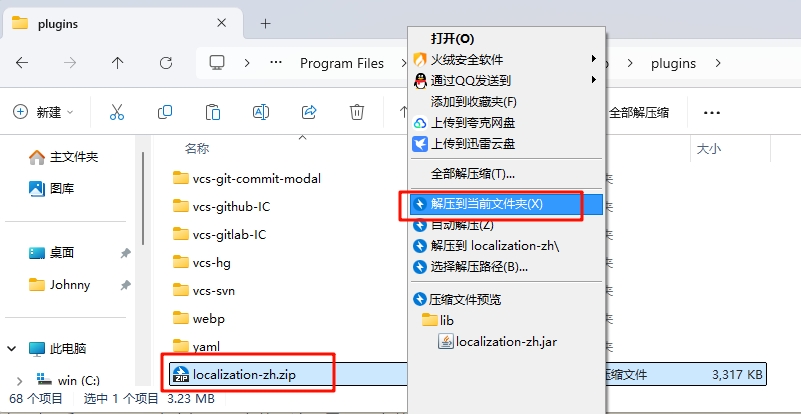 plugins
Program Files
plugins
新建
全部解压缩
名称
大小
主文件夹
图库
桌面
Johnny
此电脑
win (C:)
vcs-git-commit-modal
vcs-github-IC
vcs-gitlab-IC
vcs-hg
vcs-svn
webp
yaml
localization-zh.zip
缩文件
3,317 KB
打开(O)
火绒安全软件
通过QQ发送到
添加到收藏夹(F)
上传到夸克网盘
上传到迅雷云盘
全部解压缩(T)...
解压到当前文件夹(X)
自动解压(Z)
解压到 localization-zh\
选择解压路径(B)...
压缩文件预览
lib
localization-zh.jar
68 个项目
选中 1 个项目 3.23 MB